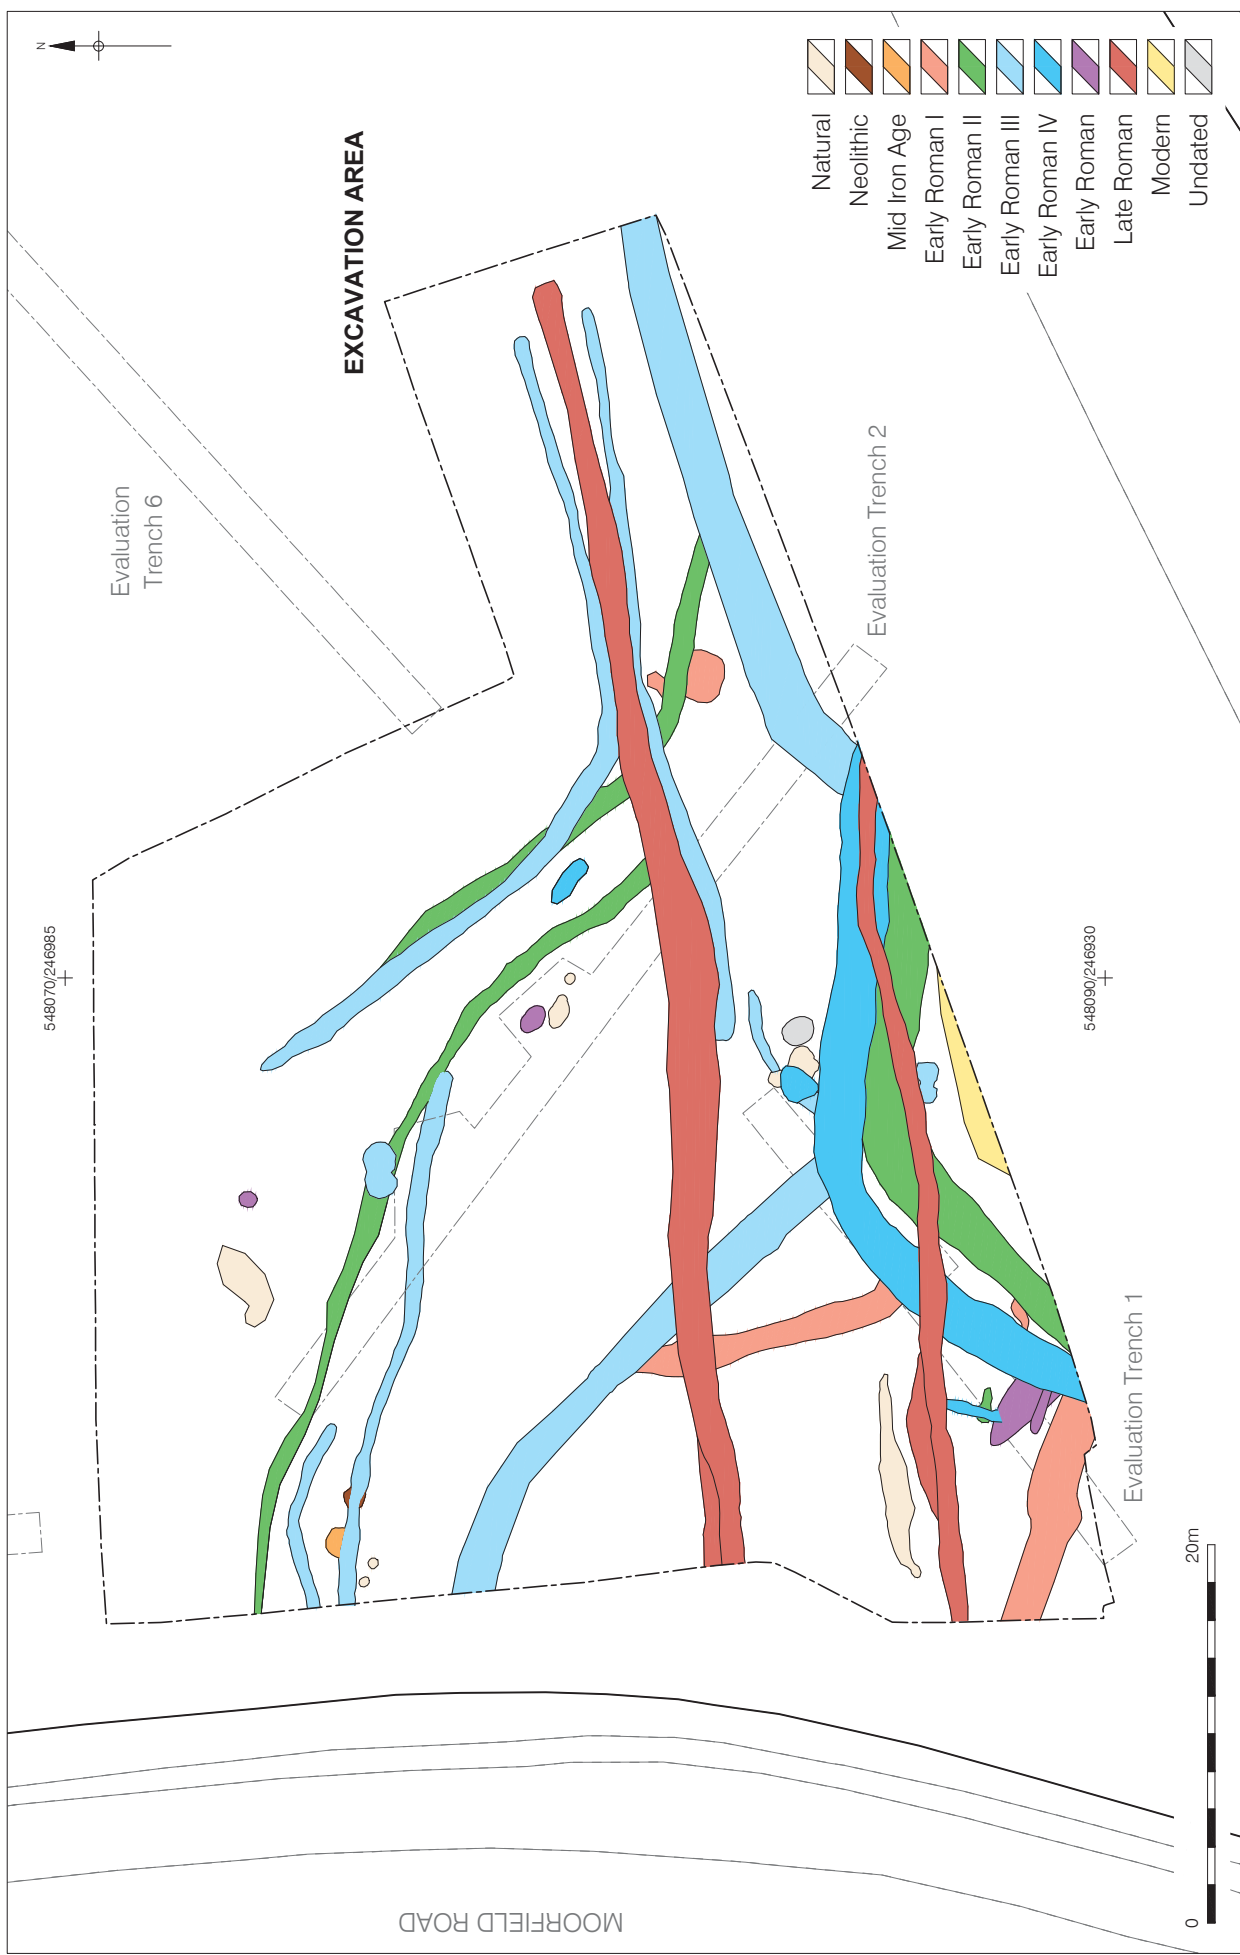 N
EXCAVATION AREA
Evaluation
Trench 6
Evaluation Trench 2
Evaluation Trench 1
548070/246985
548090/246930
MOORFIELD ROAD
Natural
Neolithic
Mid Iron Age
Early Roman I
Early Roman II
Early Roman III
Early Roman IV
Early Roman
Late Roman
Modern
Undated
0
20m